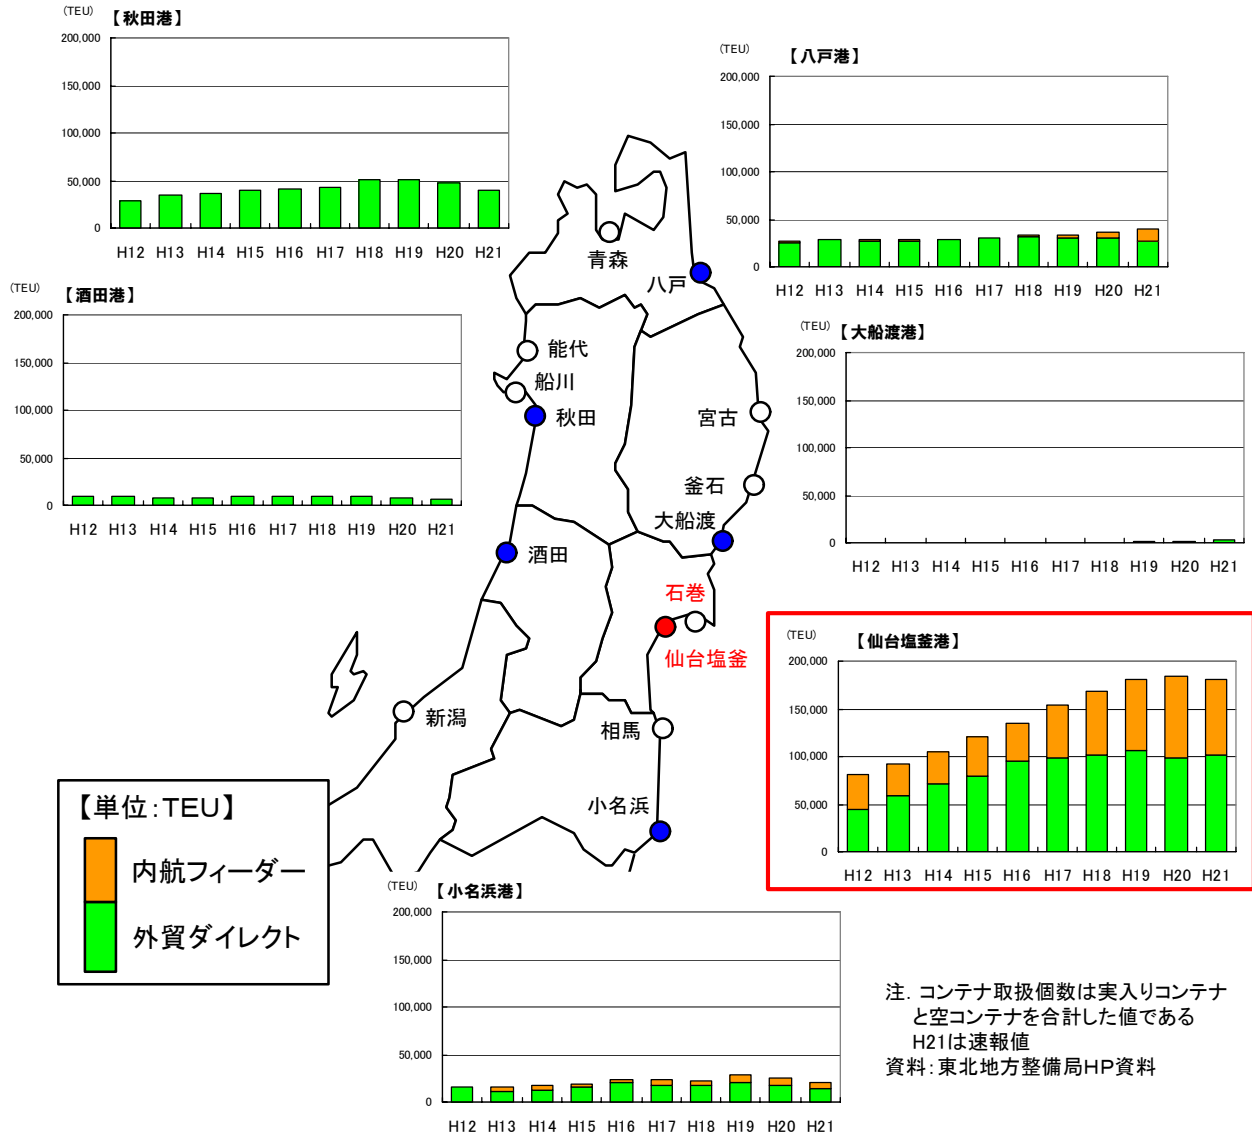 (TEU)
【秋田港】
200,000
150,000
100,000
50,000
0
H12 H13 H14 H15 H16 H17 H18 H19 H20 H21
(TEU)
【八戸港】
200,000
150,000
100,000
50,000
0
H12 H13 H14 H15 H16 H17 H18 H19 H20 H21
(TEU)
【酒田港】
200,000
150,000
100,000
50,000
0
H12 H13 H14 H15 H16 H17 H18 H19 H20 H21
(TEU)
【大船渡港】
200,000
150,000
100,000
50,000
0
H12 H13 H14 H15 H16 H17 H18 H19 H20 H21
青森
八戸
能代
船川
秋田
宮古
釜石
大船渡
酒田
石巻
仙台塩釜
新潟
相馬
小名浜
(TEU)
【仙台塩釜港】
200,000
150,000
100,000
50,000
0
H12 H13 H14 H15 H16 H17 H18 H19 H20 H21
【単位:TEU】
内航フィーダー
外貿ダイレクト
(TEU)
【小名浜港】
200,000
150,000
100,000
50,000
0
H12 H13 H14 H15 H16 H17 H18 H19 H20 H21
注. コンテナ取扱個数は実入りコンテナ
と空コンテナを合計した値である
H21は速報値
資料:東北地方整備局HP資料